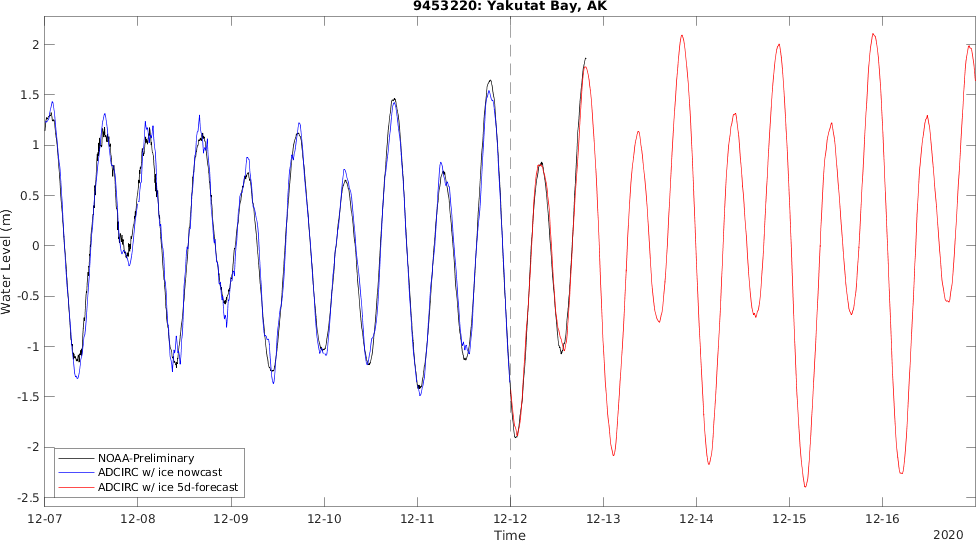 9453220: Yakutat Bay, AK
2
1.5
1
0.5
0
-0.5
-1
-1.5
-2
-2.5
Water Level (m)
NOAA-Preliminary
ADCIRC w/ ice nowcast
ADCIRC w/ ice 5d-forecast
12-07 12-08 12-09 12-10 12-11 12-12 12-13 12-14 12-15 12-16
Time
2020